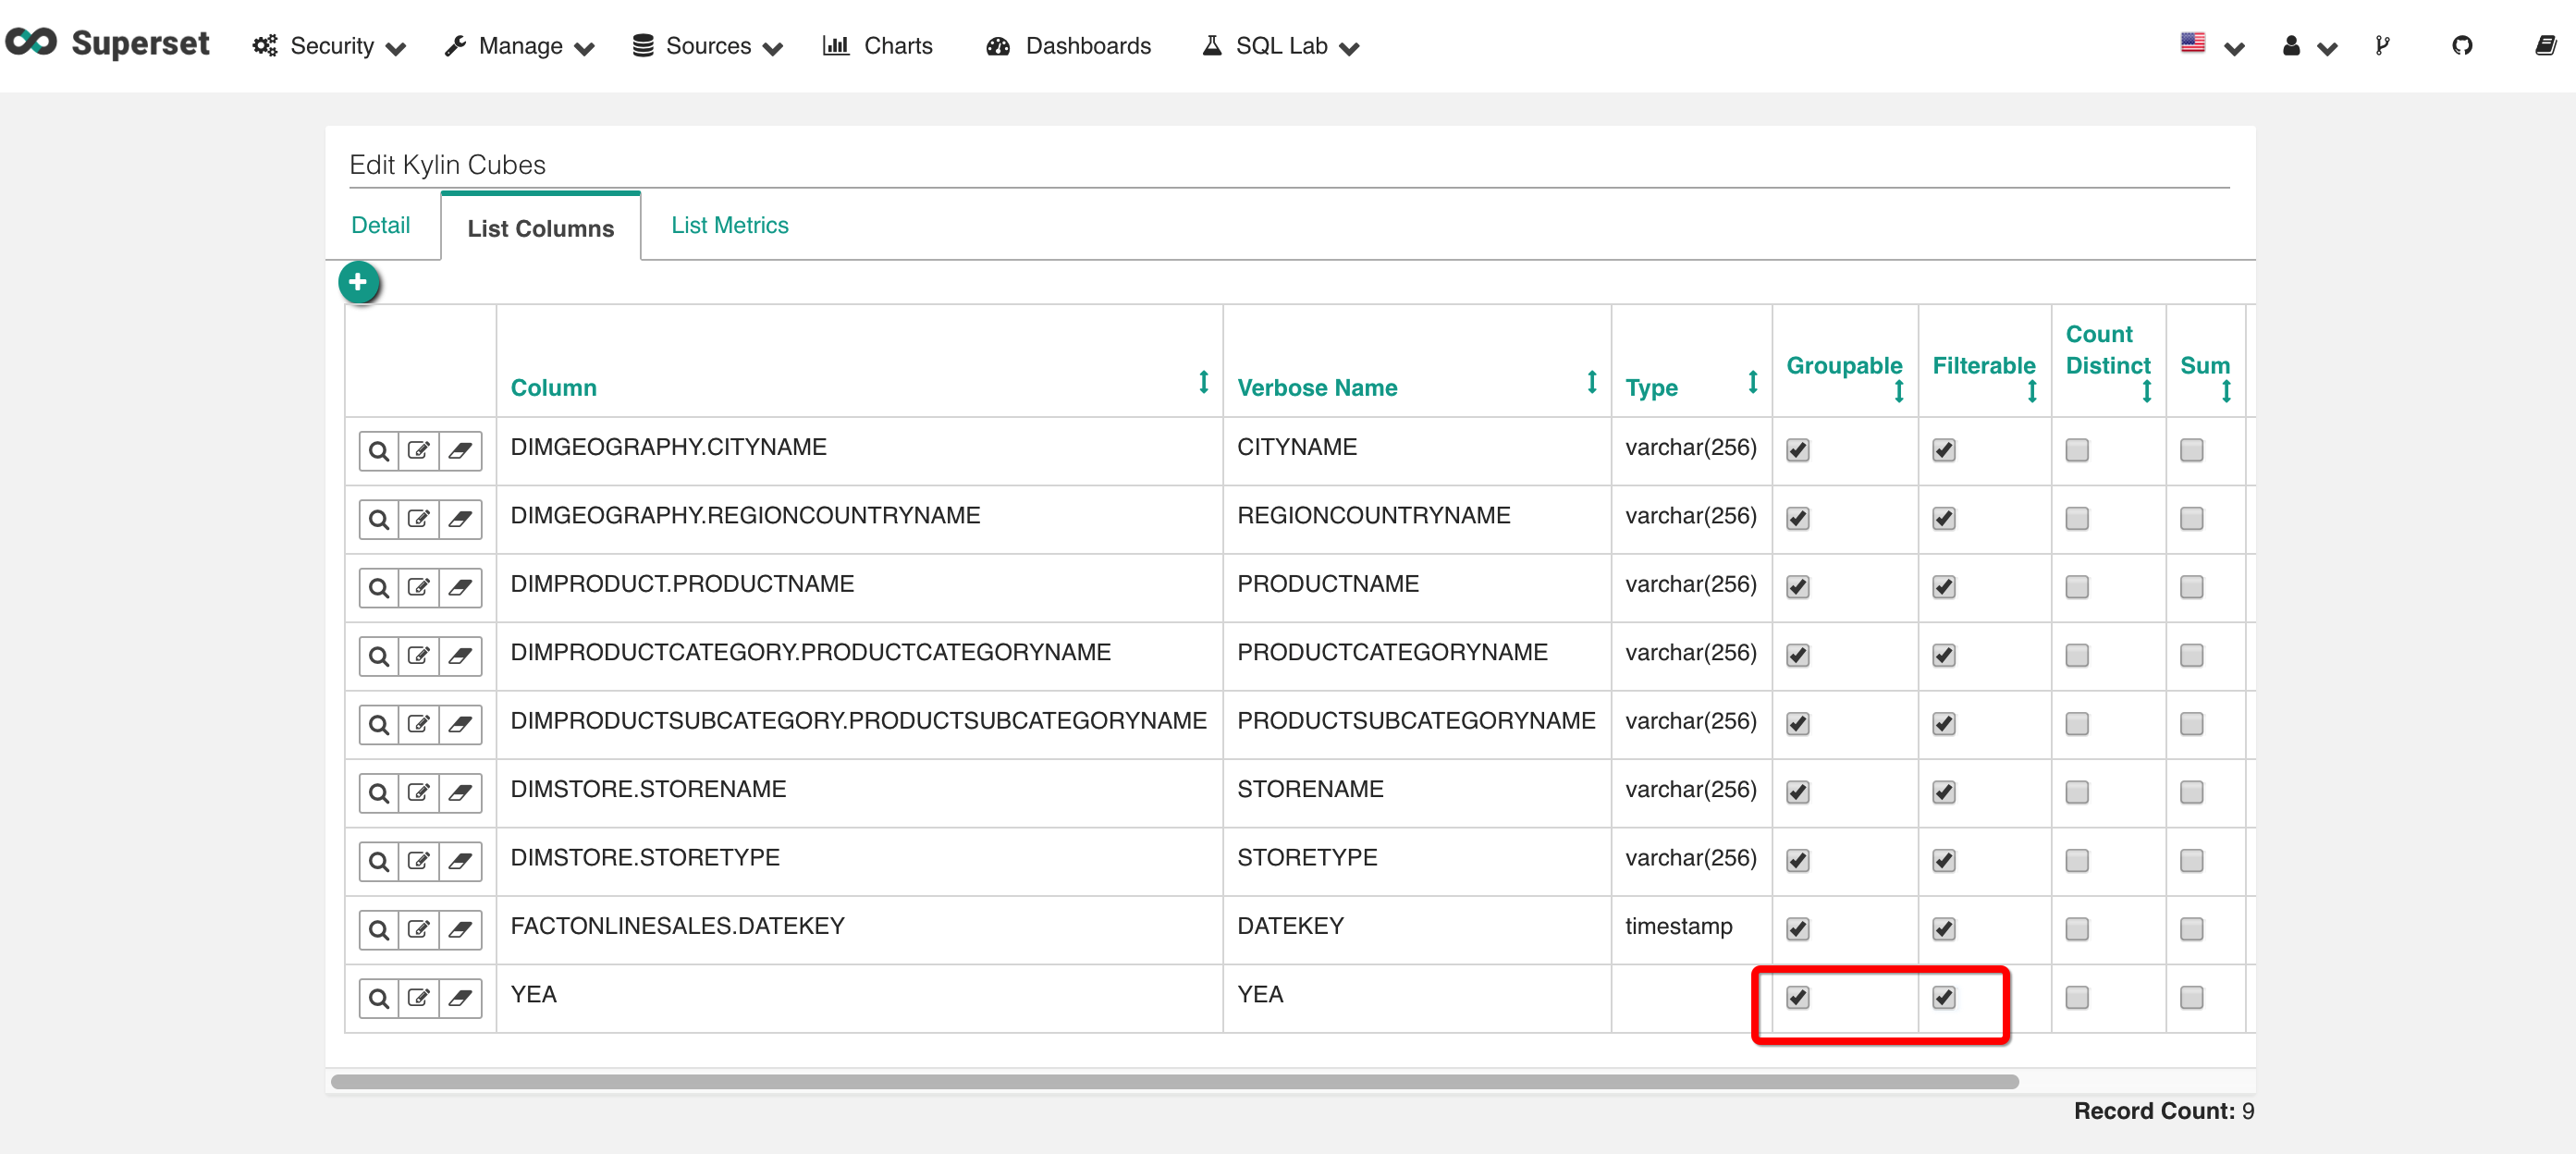 Superset Security Manage Sources Charts Dashboards SQL Lab
Edit Kylin Cubes
Detail List Columns List Metrics
Column Verbose Name Type Groupable Filterable Count Distinct Sum
DIMGEOGRAPHY.CITYNAME CITYNAME varchar(256)
DIMGEOGRAPHY.REGIONCOUNTRYNAME REGIONCOUNTRYNAME varchar(256)
DIMPRODUCT.PRODUCTNAME PRODUCTNAME varchar(256)
DIMPRODUCTCATEGORY.PRODUCTCATEGORYNAME PRODUCTCATEGORYNAME varchar(256)
DIMPRODUCTSUBCATEGORY.PRODUCTSUBCATEGORYNAME PRODUCTSUBCATEGORYNAME varchar(256)
DIMSTORE.STORENAME STORENAME varchar(256)
DIMSTORE.STORETYPE STORETYPE varchar(256)
FACTONLINESALES.DATEKEY DATEKEY timestamp
YEA YEA
Record Count: 9